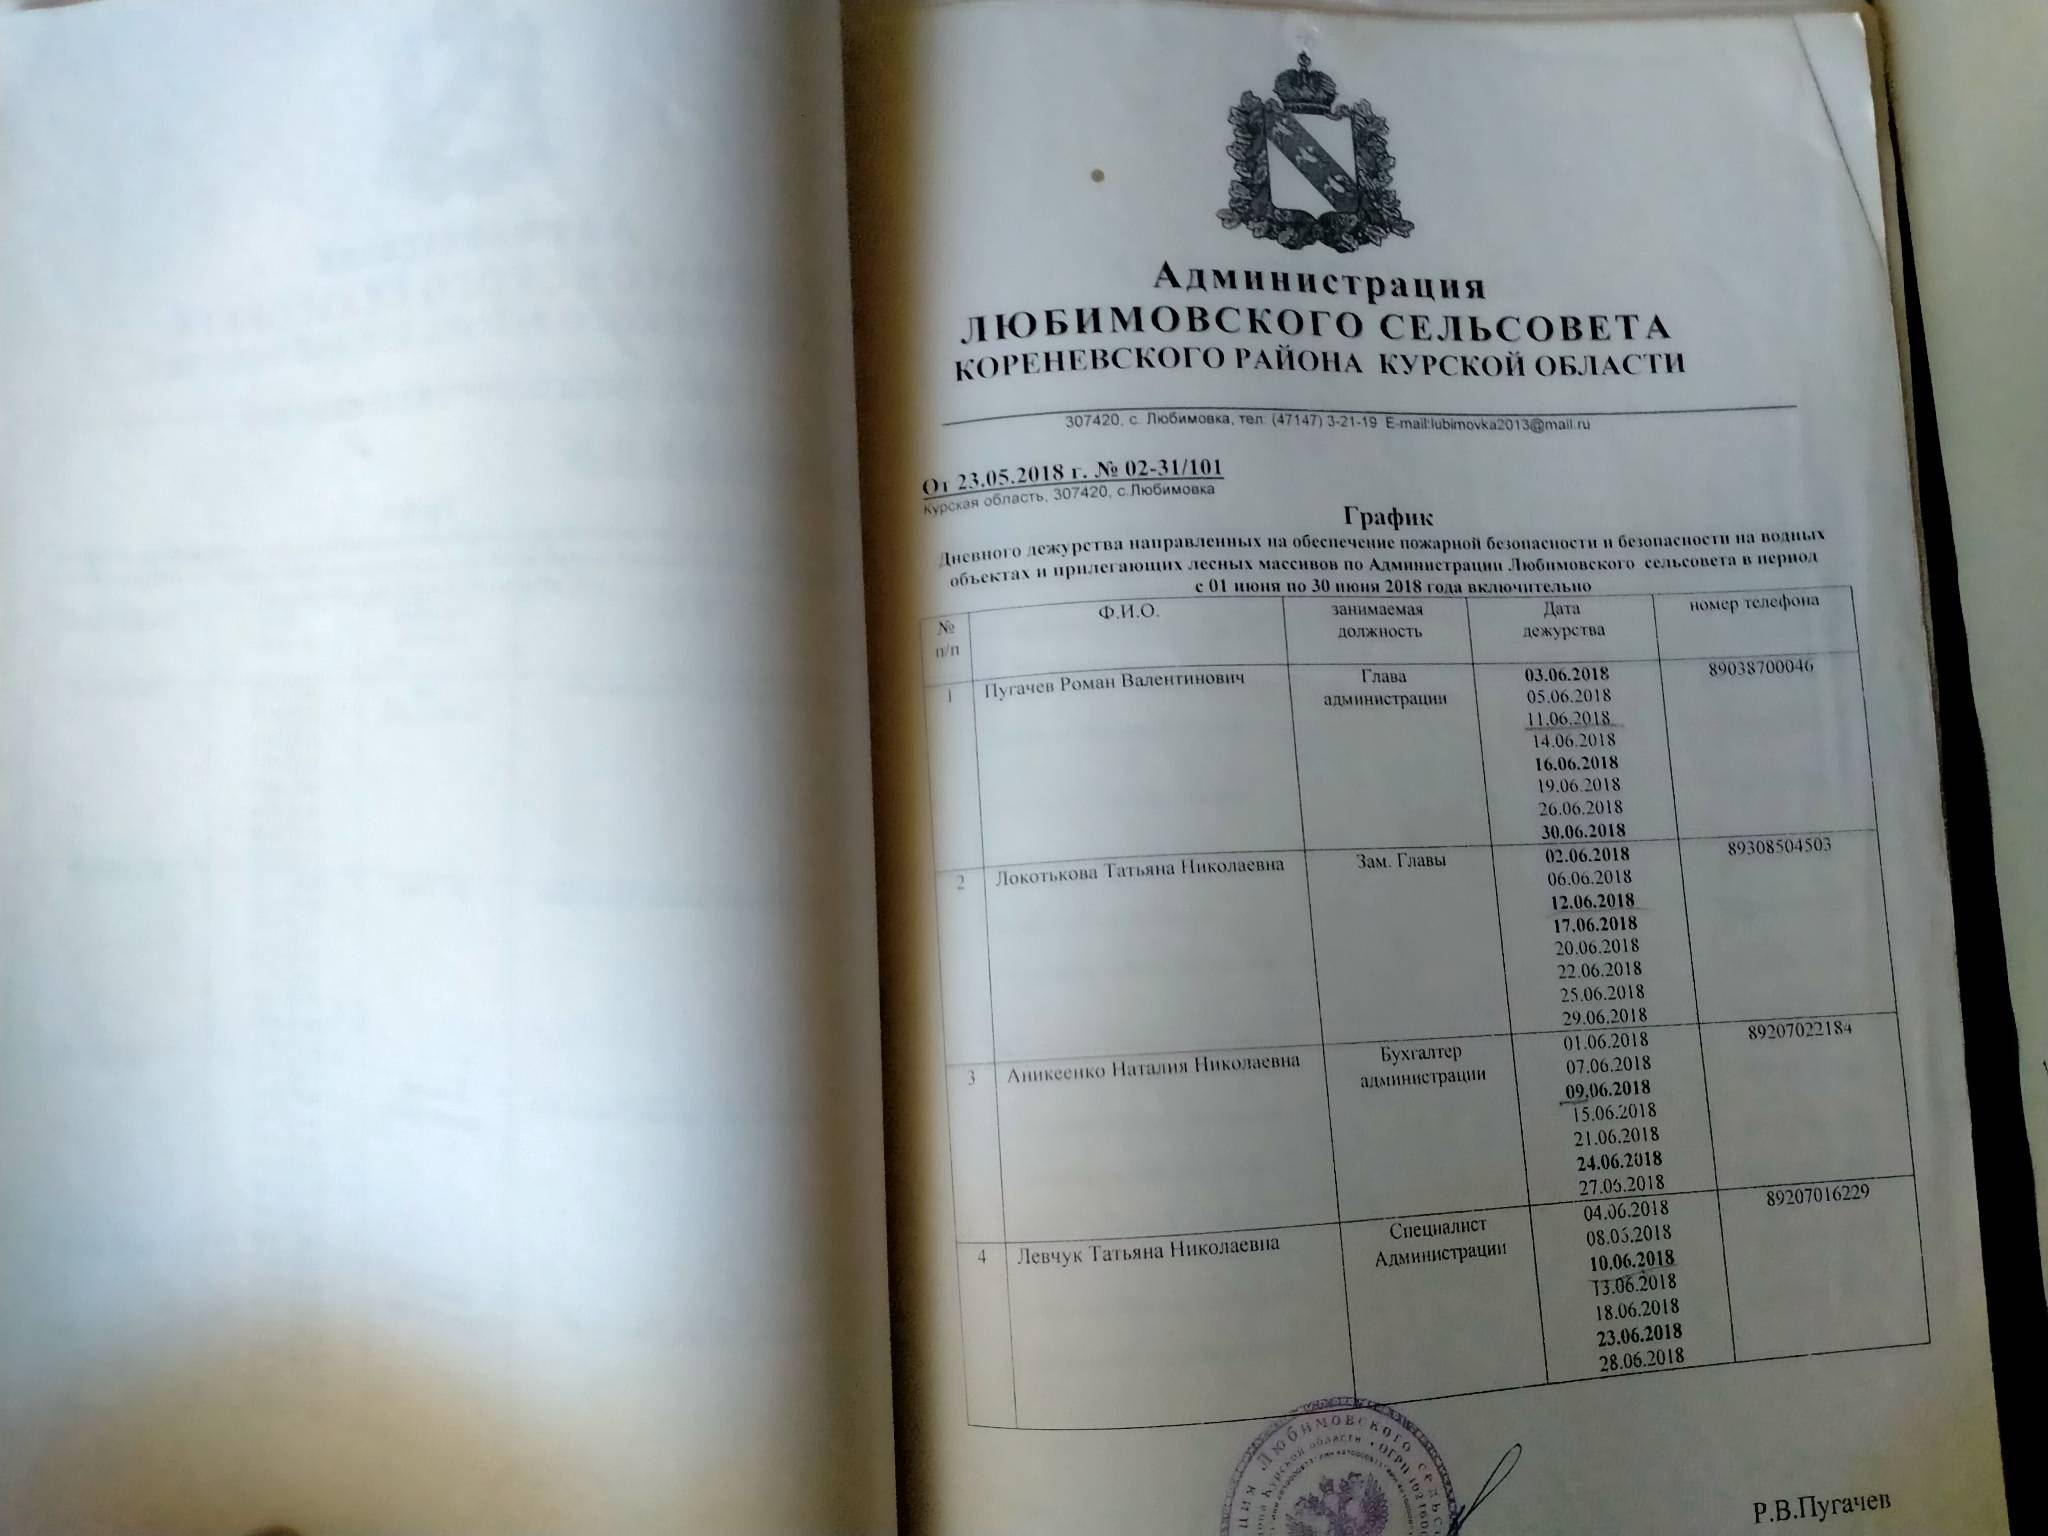 Администрация
ЛЮБИМОВСКОГО СЕЛЬСОВЕТА
КОРЕНЕВСКОГО РАЙОНА КУРСКОЙ ОБЛАСТИ
307420, с. Любимовка, тел. (47147) 3-21-19 E-mail:lubimovka2013@mail.ru
От 23.05.2018 г. № 02-31/101
Курская область, 307420, с.Любимовка
График
Дневного дежурства направленных на обеспечение пожарной безопасности и безопасности на водных
объектах и прилегающих лесных массивов по Администрации Любимовского сельсовета в период
с 01 июня по 30 июня 2018 года включительно
№ п/п Ф.И.О. занимаемая должность Дата дежурства номер телефона
1 Пугачев Роман Валентинович Глава администрации 03.06.2018 89038700046
05.06.2018
11.06.2018
14.06.2018
16.06.2018
19.06.2018
26.06.2018
30.06.2018
2 Локотькова Татьяна Николаевна Зам. Главы 02.06.2018 89308504503
06.06.2018
12.06.2018
17.06.2018
20.06.2018
22.06.2018
25.06.2018
29.06.2018
3 Аникеенко Наталия Николаевна Бухгалтер администрации 01.06.2018 89207022184
07.06.2018
09.06.2018
15.06.2018
21.06.2018
24.06.2018
27.06.2018
4 Левчук Татьяна Николаевна Специалист Администрации 04.06.2018 89207016229
08.06.2018
10.06.2018
13.06.2018
18.06.2018
23.06.2018
28.06.2018
Любимовского
Курской области
ОГРН
Р.В.Пугачев